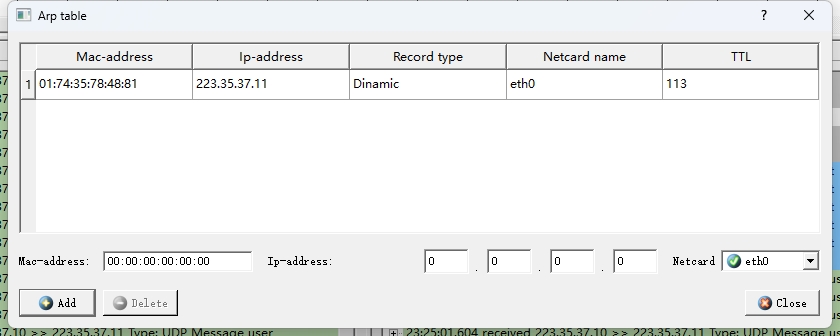 Arp table
?
Mac-address Ip-address Record type Netcard name TTL
1 01:74:35:78:48:81 223.35.37.11 Dinamic eth0 113
Mac-address: 00:00:00:00:00:00 Ip-address: 0 . 0 . 0 . 0 Netcard eth0
Add Delete Close
7.10 >> 223.35.37.11 Type: UDP Message user 23:25:01.604 received 223.35.37.10 >> 223.35.37.11 Type: UDP Message u